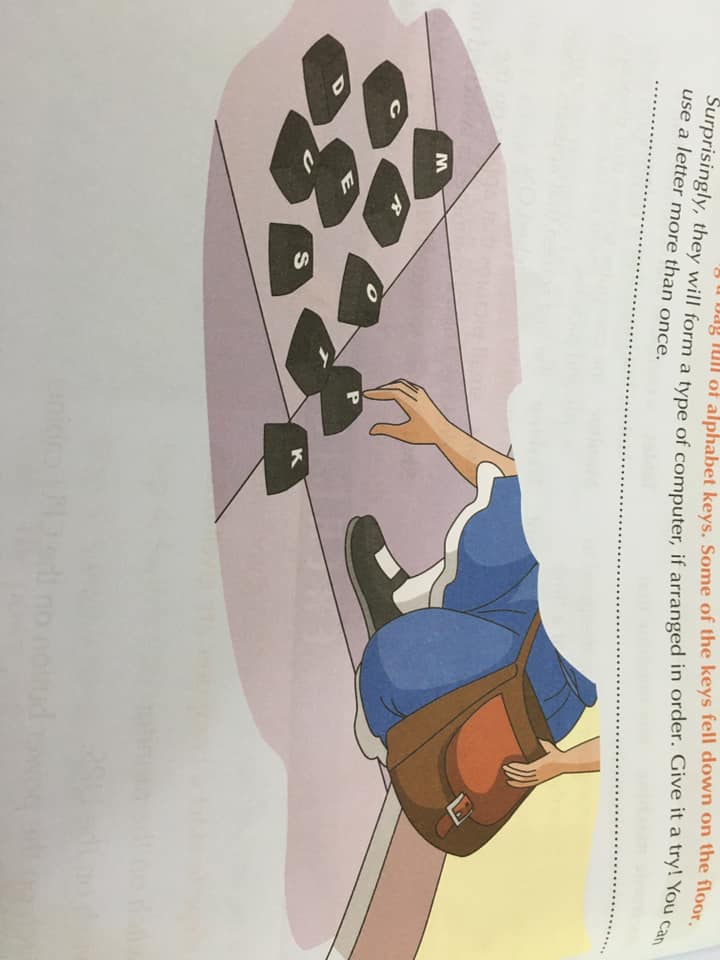 bag full of alphabet keys. Some of the keys fell down on the floor.
Surprisingly, they will form a type of computer, if arranged in order. Give it a try! You can
use a letter more than once.
M
C
R
O
P
D
E
T
U
S
K